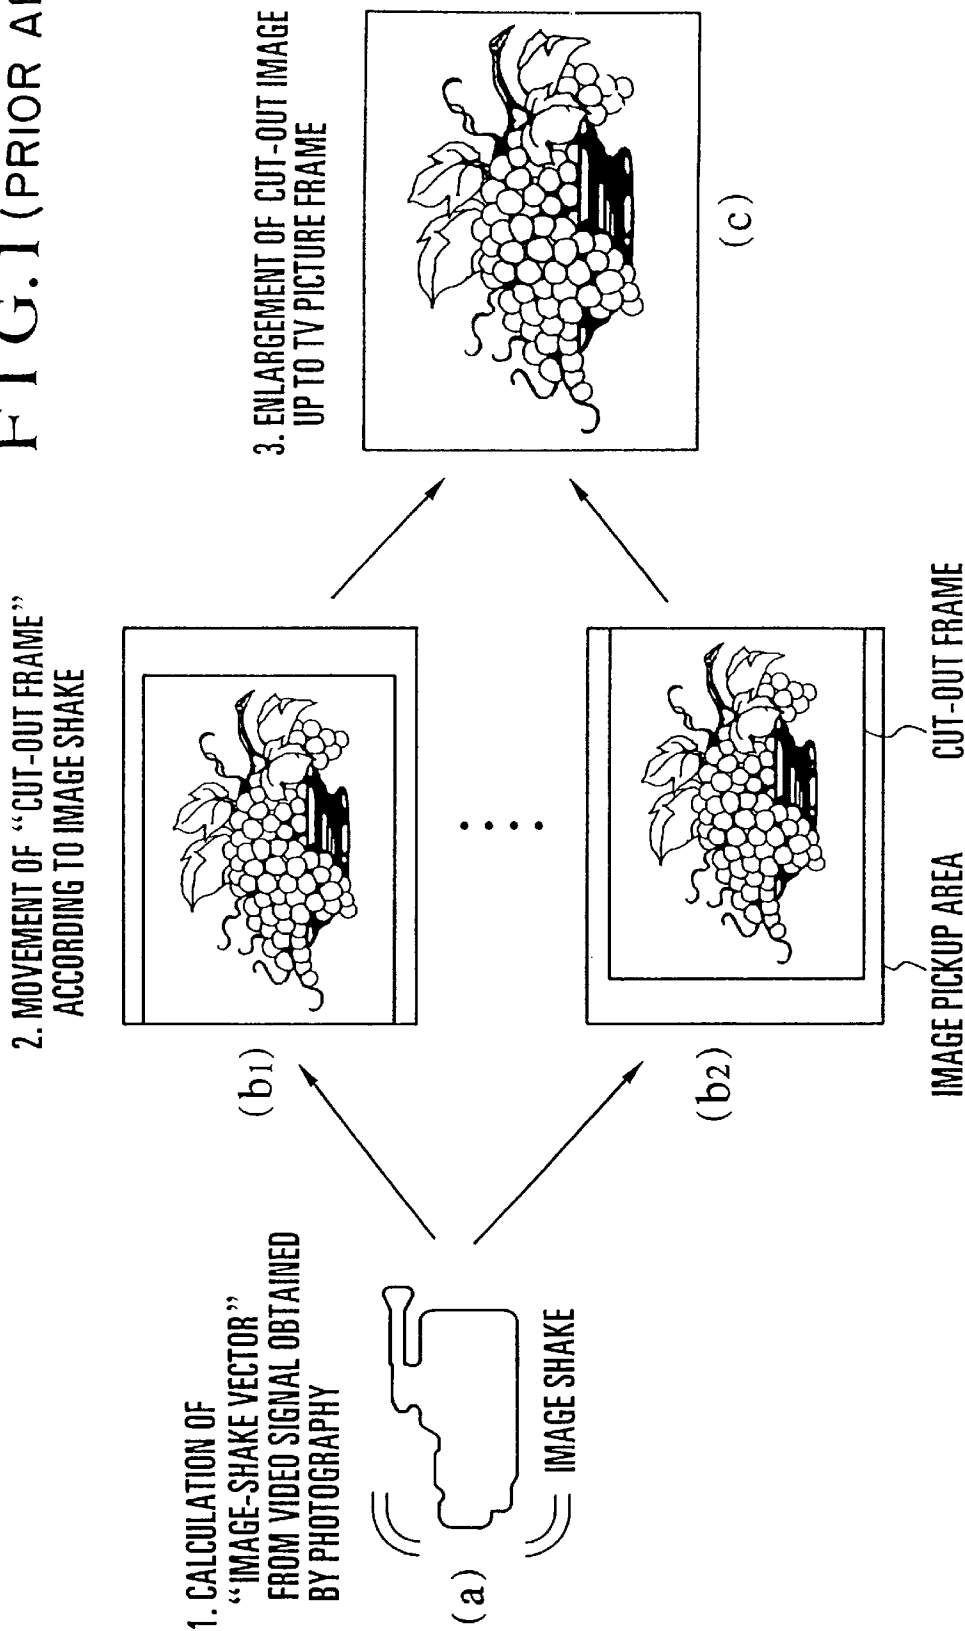 FIG.1 (PRIOR
1. CALCULATION OF
“IMAGE-SHAKE VECTOR”
FROM VIDEO SIGNAL OBTAINED
BY PHOTOGRAPHY
(a)
IMAGE SHAKE
2. MOVEMENT OF “CUT-OUT FRAME”
ACCORDING TO IMAGE SHAKE
(b1)
(b2)
IMAGE PICKUP AREA
CUT-OUT FRAME
3. ENLARGEMENT OF CUT-OUT IMAGE
UP TO TV PICTURE FRAME
(c)